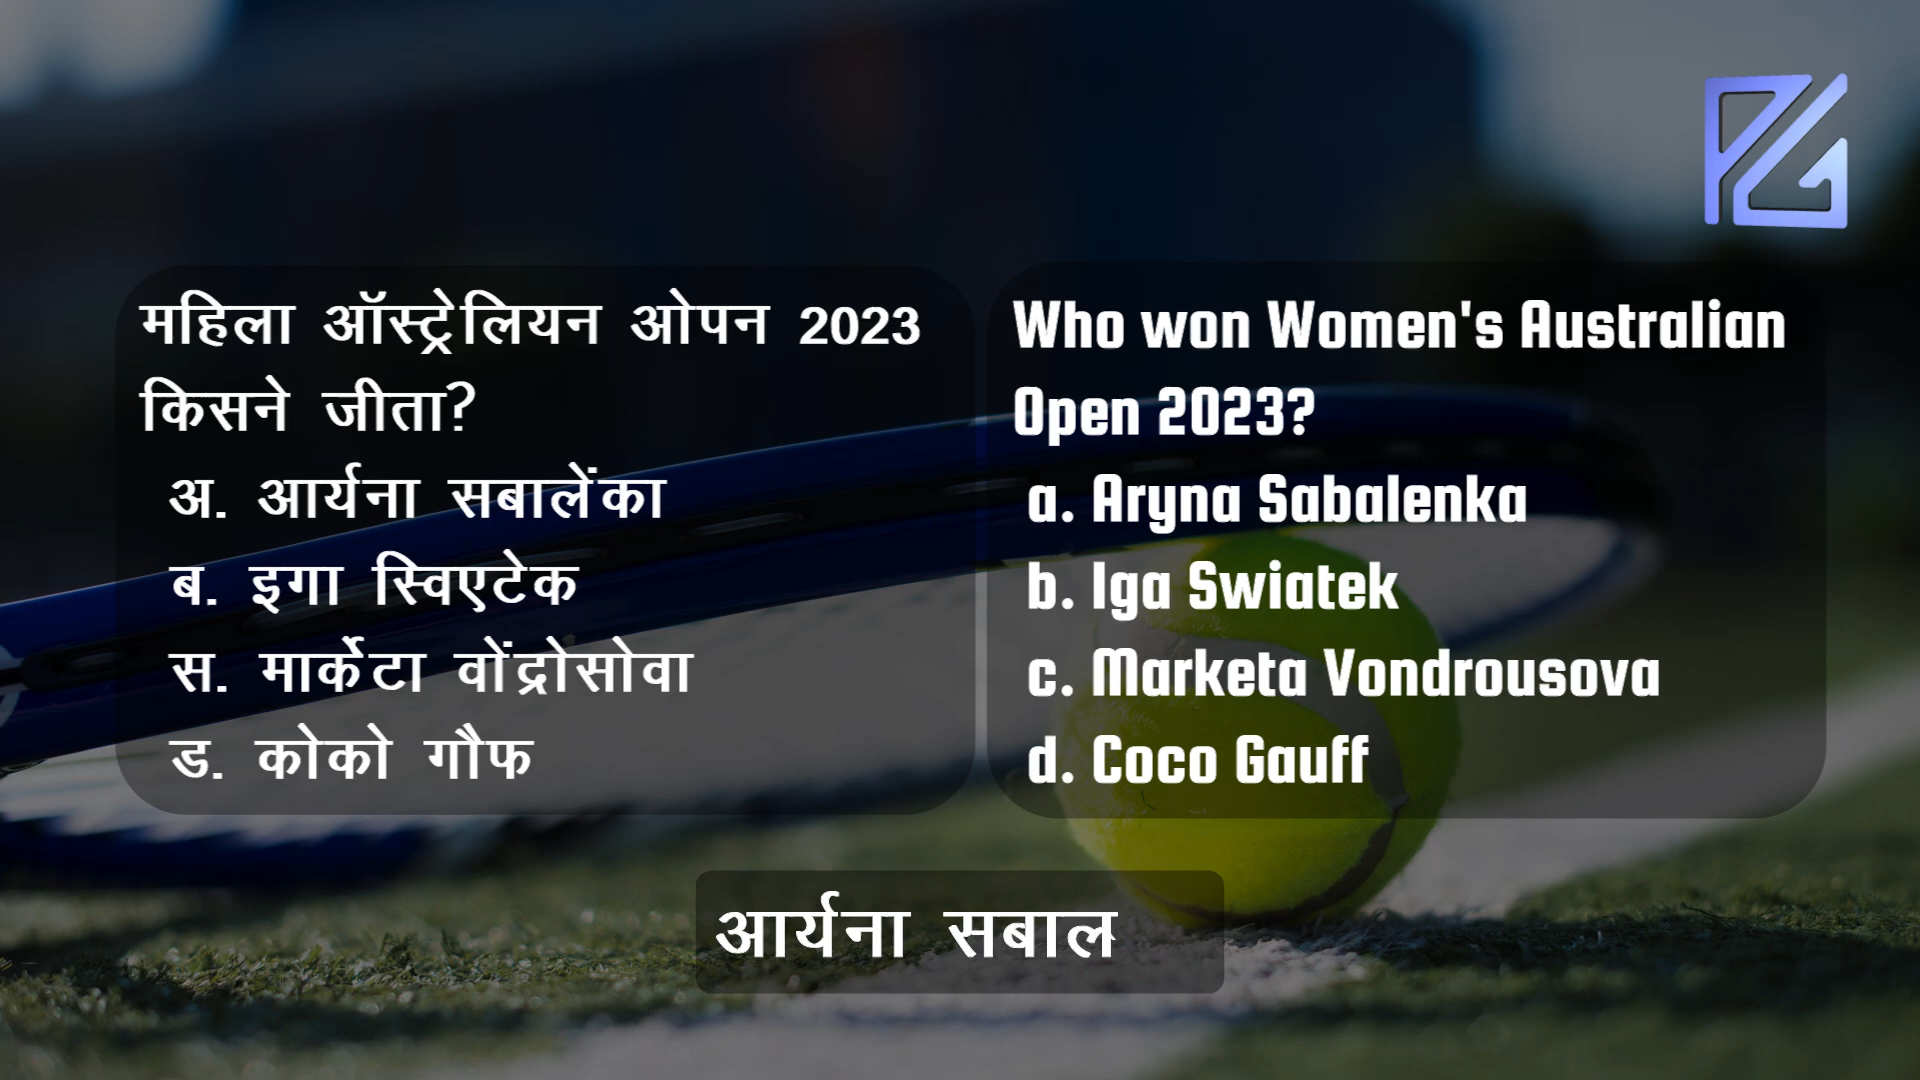 महिला ऑस्ट्रेलियन ओपन 2023
किसने जीता?
अ. आर्यना सबालेंका
ब. इगा स्विएटेक
स. मार्केटा वोंद्रोसोवा
ड. कोको गौफ
Who won Women's Australian
Open 2023?
a. Aryna Sabalenka
b. Iga Swiatek
c. Marketa Vondrousova
d. Coco Gauff
आर्यना सबाल